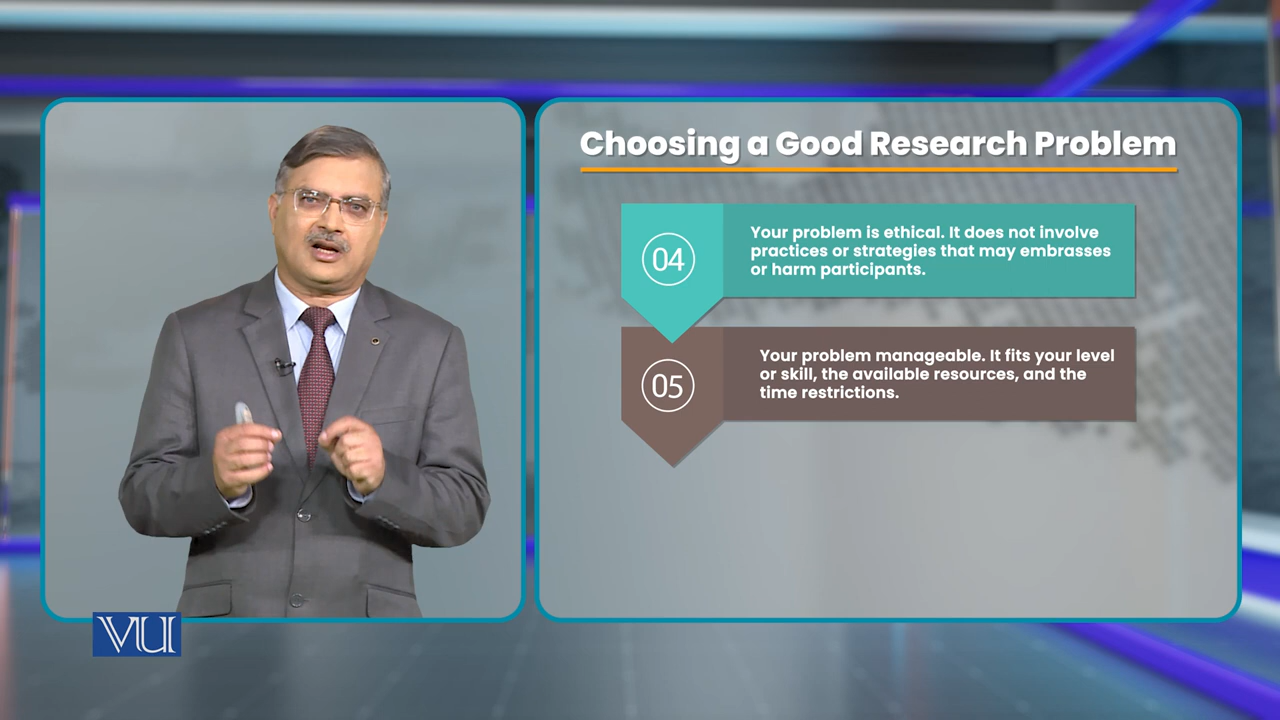 Choosing a Good Research Problem
04
Your problem is ethical. It does not involve
practices or strategies that may embrasses
or harm participants.
05
Your problem manageable. It fits your level
or skill, the available resources, and the
time restrictions.
VU